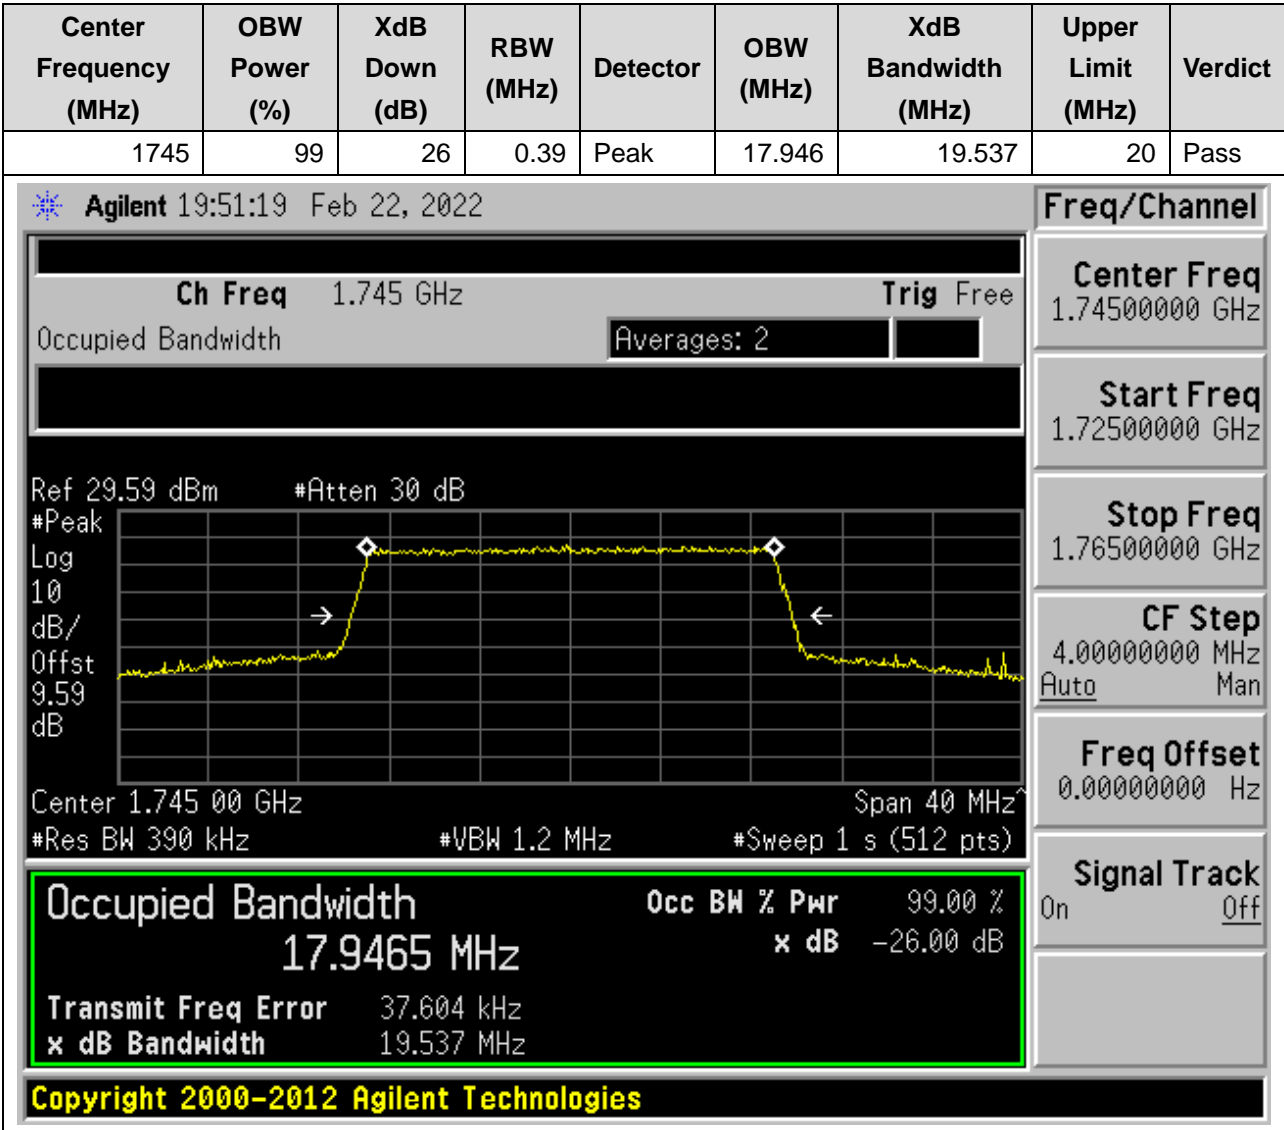 Center Frequency (MHz) OBW Power (%) XdB Down (dB) RBW (MHz) Detector OBW (MHz) XdB Bandwidth (MHz) Upper Limit (MHz) Verdict
1745 99 26 0.39 Peak 17.946 19.537 20 Pass
Agilent 19:51:19 Feb 22, 2022
Freq/Channel
Ch Freq 1.745 GHz Trig Free
Occupied Bandwidth Averages: 2
Ref 29.59 dBm #Atten 30 dB
#Peak
Log
10
dB/
Offst
9.59
dB
Center 1.745 00 GHz Span 40 MHz^
#Res BW 390 kHz #VBW 1.2 MHz #Sweep 1 s (512 pts)
Occupied Bandwidth
17.9465 MHz
Occ BW % Pwr 99.00 %
x dB -26.00 dB
Transmit Freq Error 37.604 kHz
x dB Bandwidth 19.537 MHz
Center Freq
1.74500000 GHz
Start Freq
1.72500000 GHz
Stop Freq
1.76500000 GHz
CF Step
4.00000000 MHz
Auto Man
Freq Offset
0.00000000 Hz
Signal Track
On Off
Copyright 2000-2012 Agilent Technologies